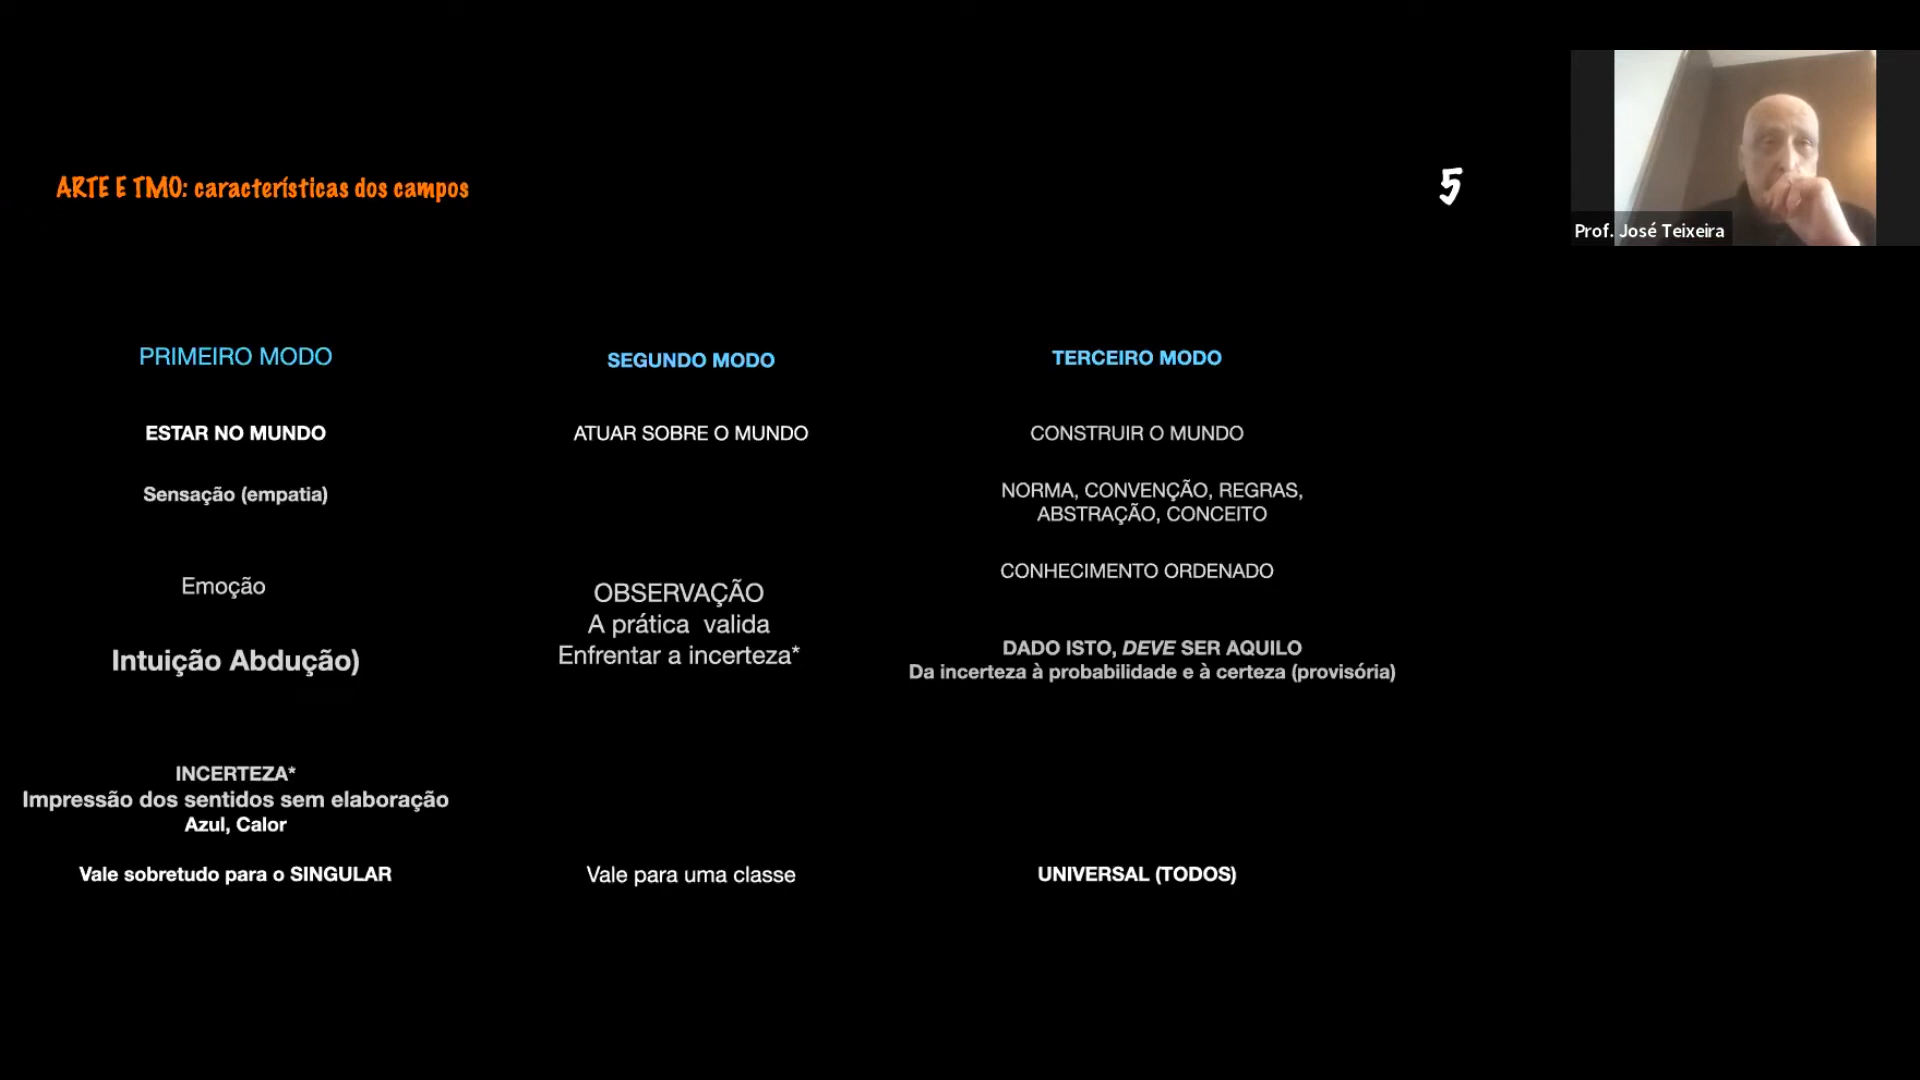 ARTE E TMO: características dos campos
5
Prof. José Teixeira
PRIMEIRO MODO
ESTAR NO MUNDO
Sensação (empatia)
Emoção
Intuição Abdução)
INCERTEZA*
Impressão dos sentidos sem elaboração
Azul, Calor
Vale sobretudo para o SINGULAR
SEGUNDO MODO
ATUAR SOBRE O MUNDO
OBSERVAÇÃO
A prática valida
Enfrentar a incerteza*
Vale para uma classe
TERCEIRO MODO
CONSTRUIR O MUNDO
NORMA, CONVENÇÃO, REGRAS,
ABSTRAÇÃO, CONCEITO
CONHECIMENTO ORDENADO
DADO ISTO, DEVE SER AQUILO
Da incerteza à probabilidade e à certeza (provisória)
UNIVERSAL (TODOS)